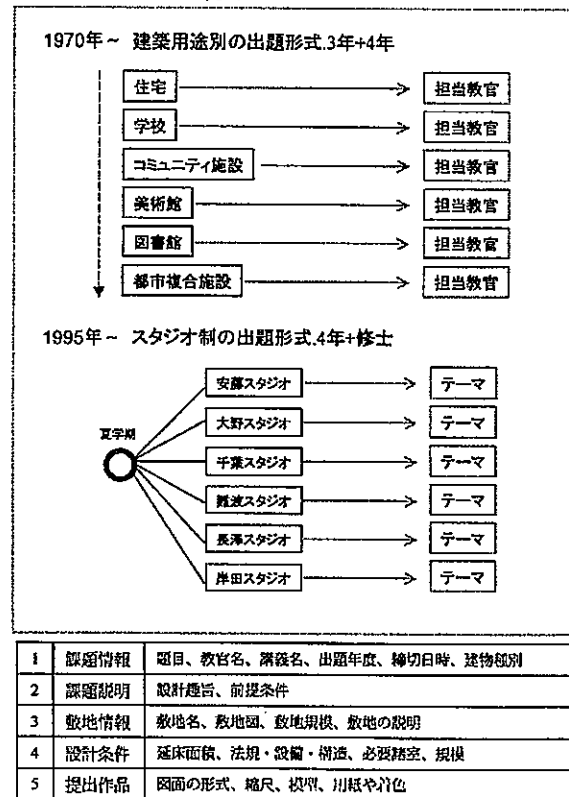 1970年~ 建築用途別の出題形式.3年+4年
住宅 担当教官
学校 担当教官
コミュニティ施設 担当教官
美術館 担当教官
図書館 担当教官
都市複合施設 担当教官
1995年~ スタジオ制の出題形式.4年+修士
夏学期
安藤スタジオ テーマ
大野スタジオ テーマ
千葉スタジオ テーマ
難波スタジオ テーマ
長澤スタジオ テーマ
岸田スタジオ テーマ
1 課題情報 題目、教官名、講義名、出題年度、締切日時、建物種別
2 課題説明 設計趣旨、前提条件
3 敷地情報 敷地名、敷地図、敷地規模、敷地の説明
4 設計条件 延床面積、法規・設備・構造、必要諸室、規模
5 提出作品 図面の形式、縮尺、模型、用紙や着色